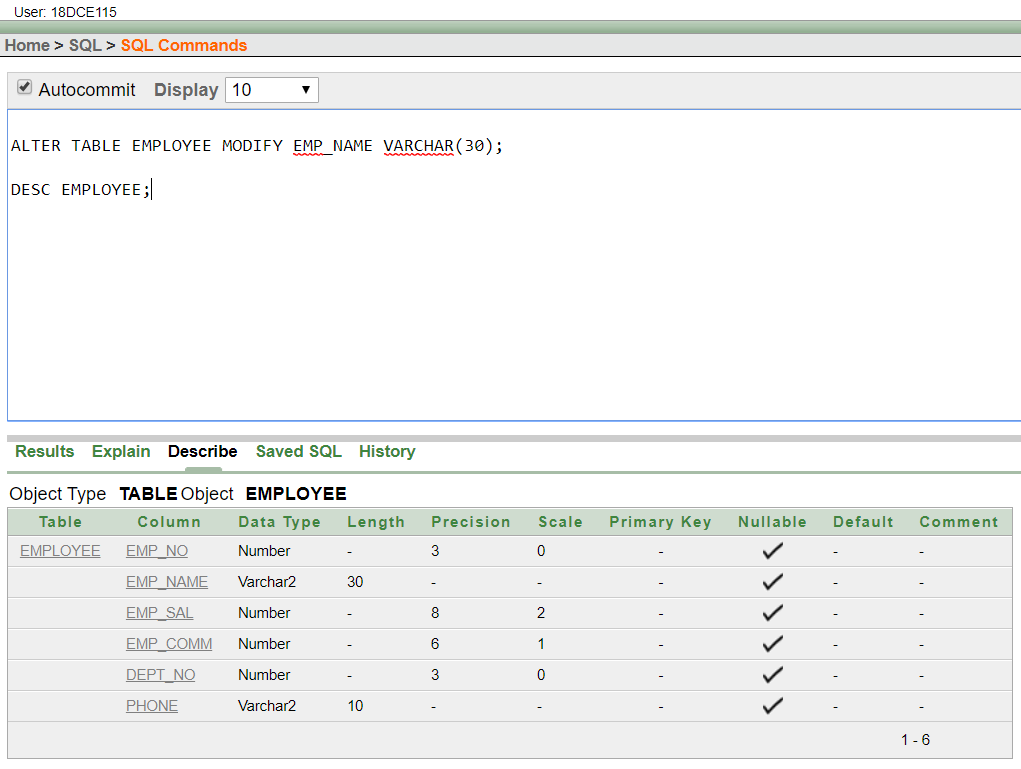 User: 18DCE115
Home > SQL > SQL Commands
Autocommit Display 10
ALTER TABLE EMPLOYEE MODIFY EMP_NAME VARCHAR(30);
DESC EMPLOYEE;
Results Explain Describe Saved SQL History
Object Type TABLE Object EMPLOYEE
Table Column Data Type Length Precision Scale Primary Key Nullable Default Comment
EMPLOYEE EMP_NO Number - 3 0 - - -
EMP_NAME Varchar2 30 - - - - -
EMP_SAL Number - 8 2 - - -
EMP_COMM Number - 6 1 - - -
DEPT_NO Number - 3 0 - - -
PHONE Varchar2 10 - - - - -
1 - 6